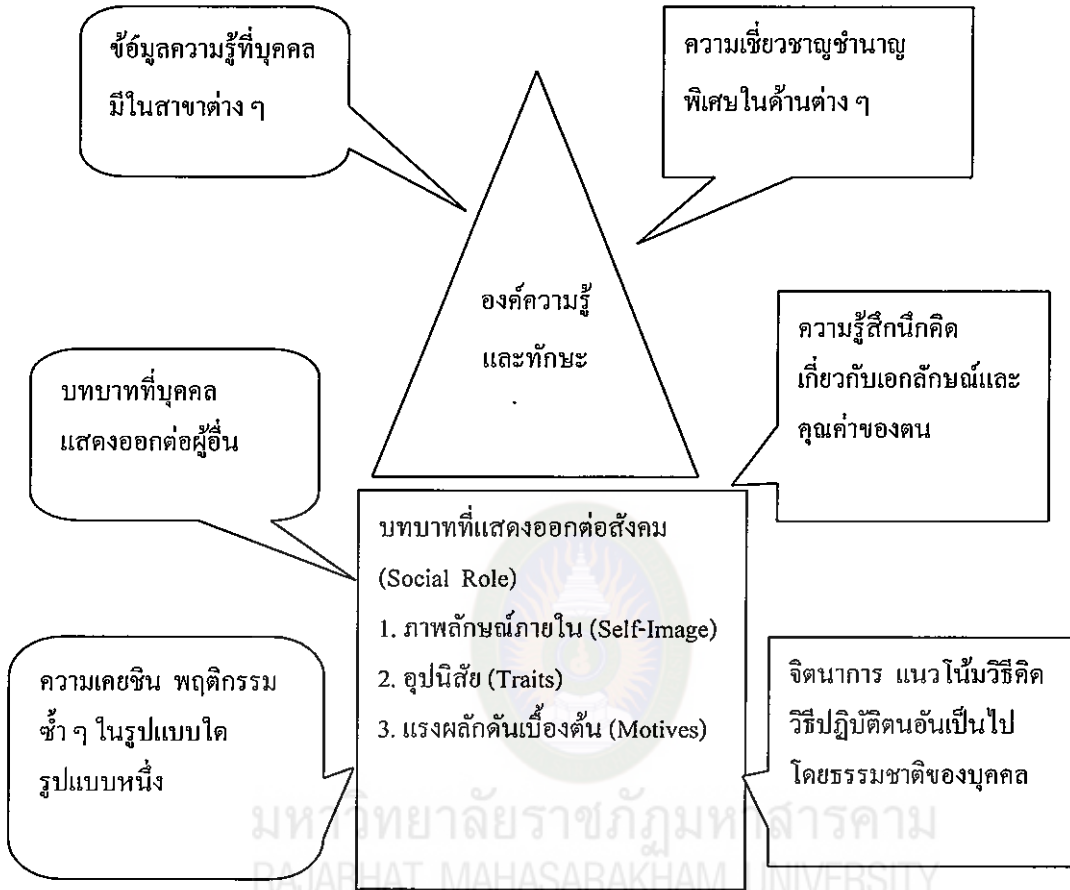 ข้อมูลความรู้ที่บุคคล
มีในสาขาต่าง ๆ
ความเชี่ยวชาญชำนาญ
พิเศษในด้านต่าง ๆ
องค์ความรู้
และทักษะ
บทบาทที่บุคคล
แสดงออกต่อผู้อื่น
ความรู้สึกนึกคิด
เกี่ยวกับเอกลักษณ์และ
คุณค่าของตน
บทบาทที่แสดงออกต่อสังคม
(Social Role)
1. ภาพลักษณ์ภายใน (Self-Image)
2. อุปนิสัย (Traits)
3. แรงผลักดันเบื้องต้น (Motives)
ความเคยชิน พฤติกรรม
ซ้ำ ๆ ในรูปแบบใด
รูปแบบหนึ่ง
จิตนาการ แนวโน้มวิธีคิด
วิธีปฏิบัติตนอันเป็นไป
โดยธรรมชาติของบุคคล
มหาวิทยาลัยราชภัฏมหาสารคาม
RAJABHAT MAHASARAKHAM UNIVERSITY